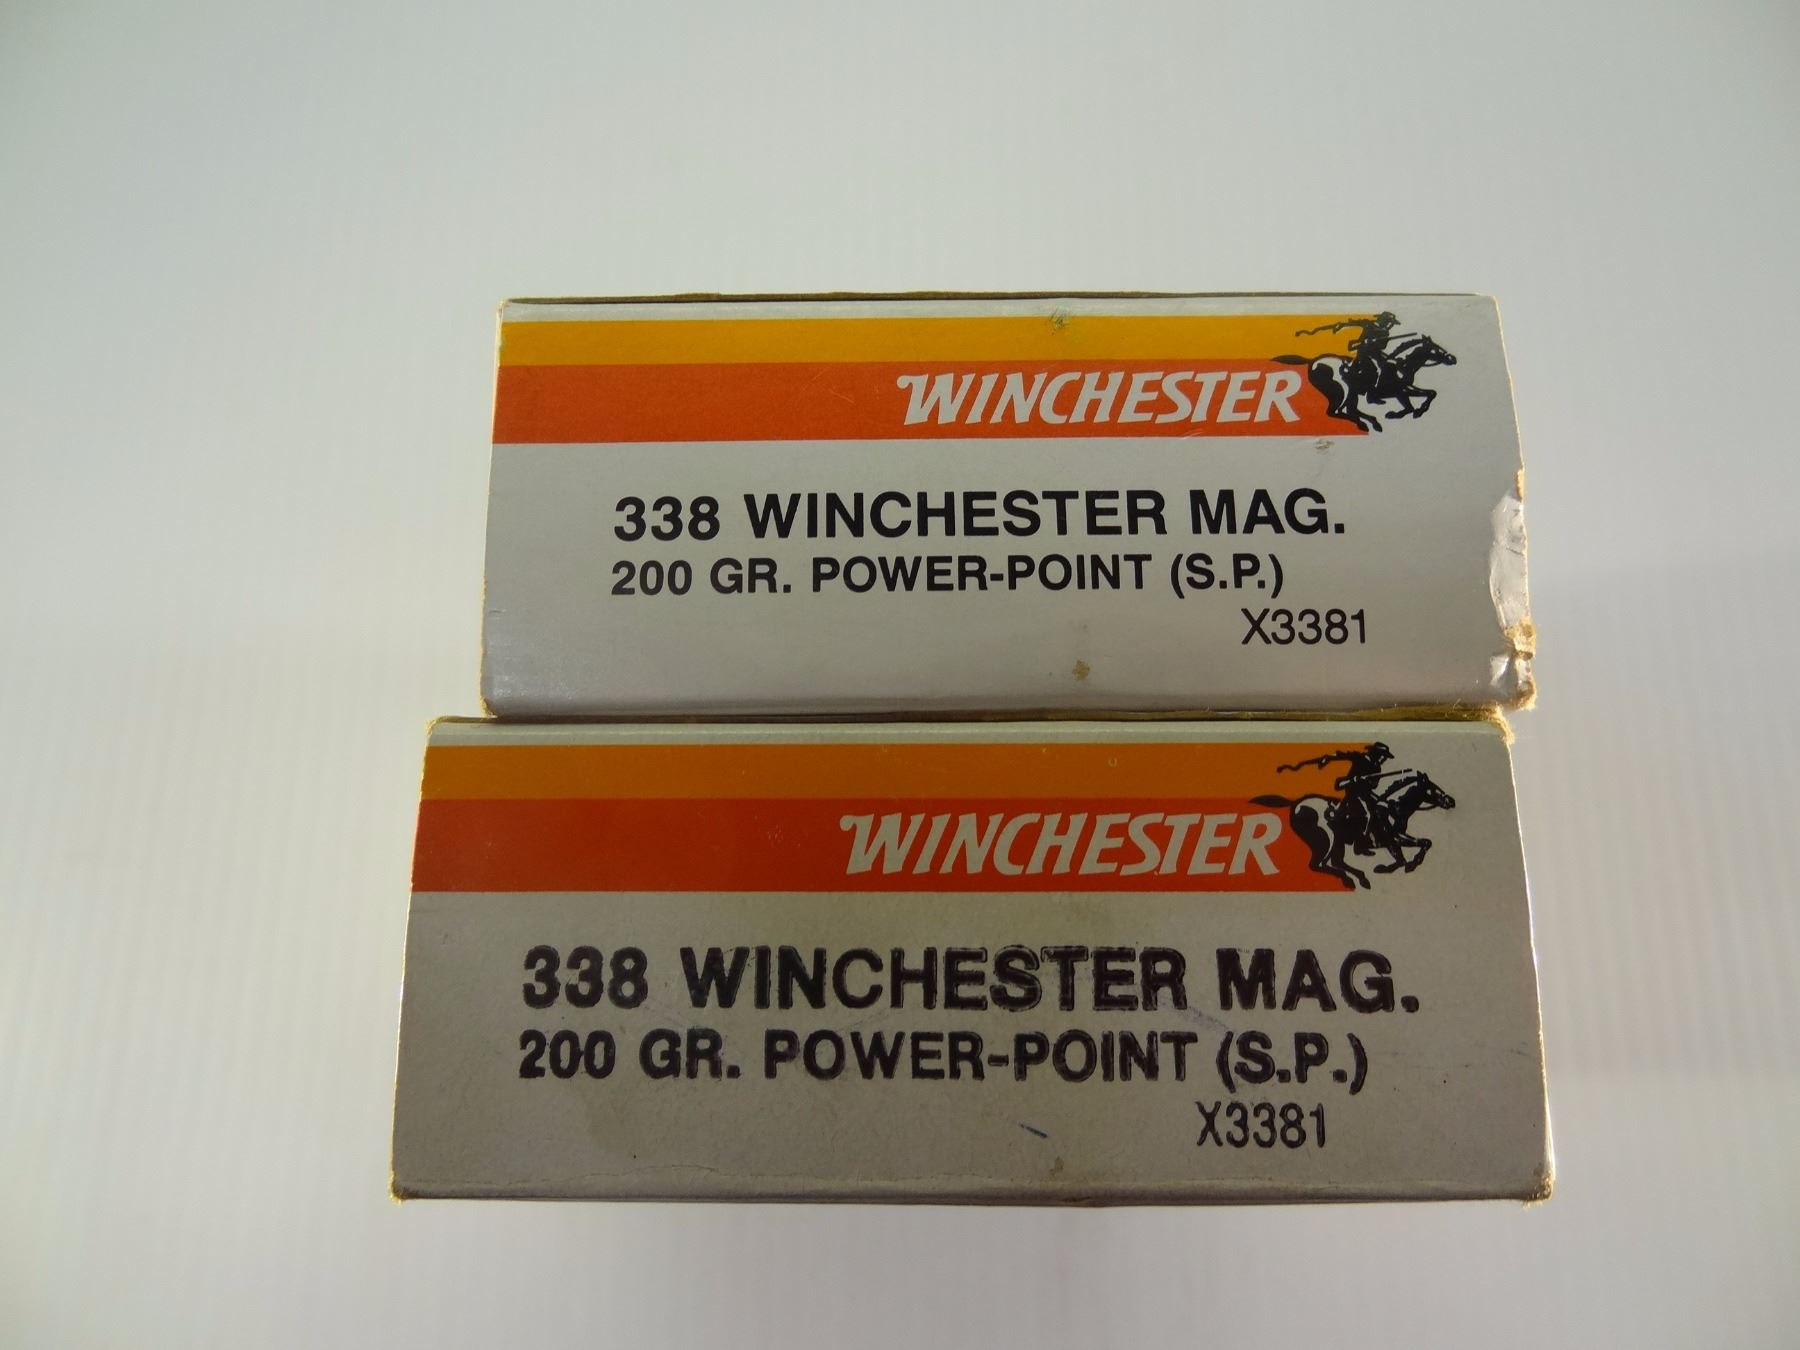 WINCHESTER
338 WINCHESTER MAG.
200 GR. POWER-POINT (S.P.)
X3381
WINCHESTER
338 WINCHESTER MAG.
200 GR. POWER-POINT (S.P.)
X3381